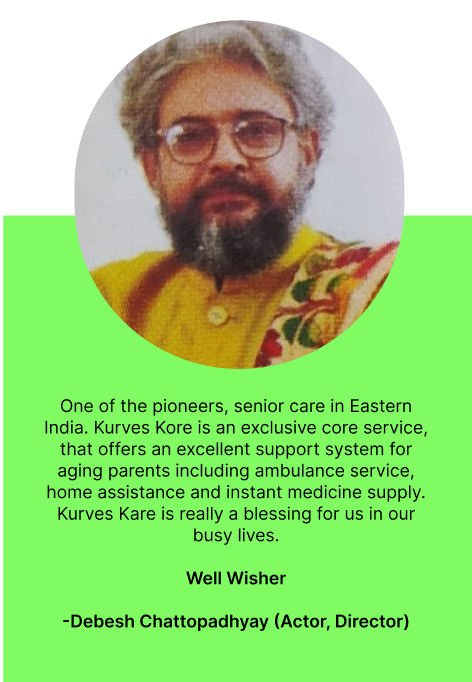 One of the pioneers, senior care in Eastern
India. Kurves Kore is an exclusive core service,
that offers an excellent support system for
aging parents including ambulance service,
home assistance and instant medicine supply.
Kurves Kare is really a blessing for us in our
busy lives.
Well Wisher
-Debesh Chattopadhyay (Actor, Director)